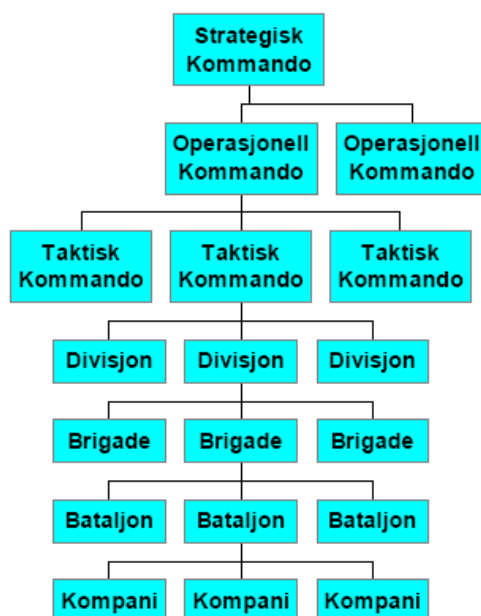 Strategisk
Kommando
Operasjonell
Kommando
Operasjonell
Kommando
Taktisk
Kommando
Taktisk
Kommando
Taktisk
Kommando
Divisjon
Divisjon
Divisjon
Brigade
Brigade
Brigade
Bataljon
Bataljon
Bataljon
Kompani
Kompani
Kompani